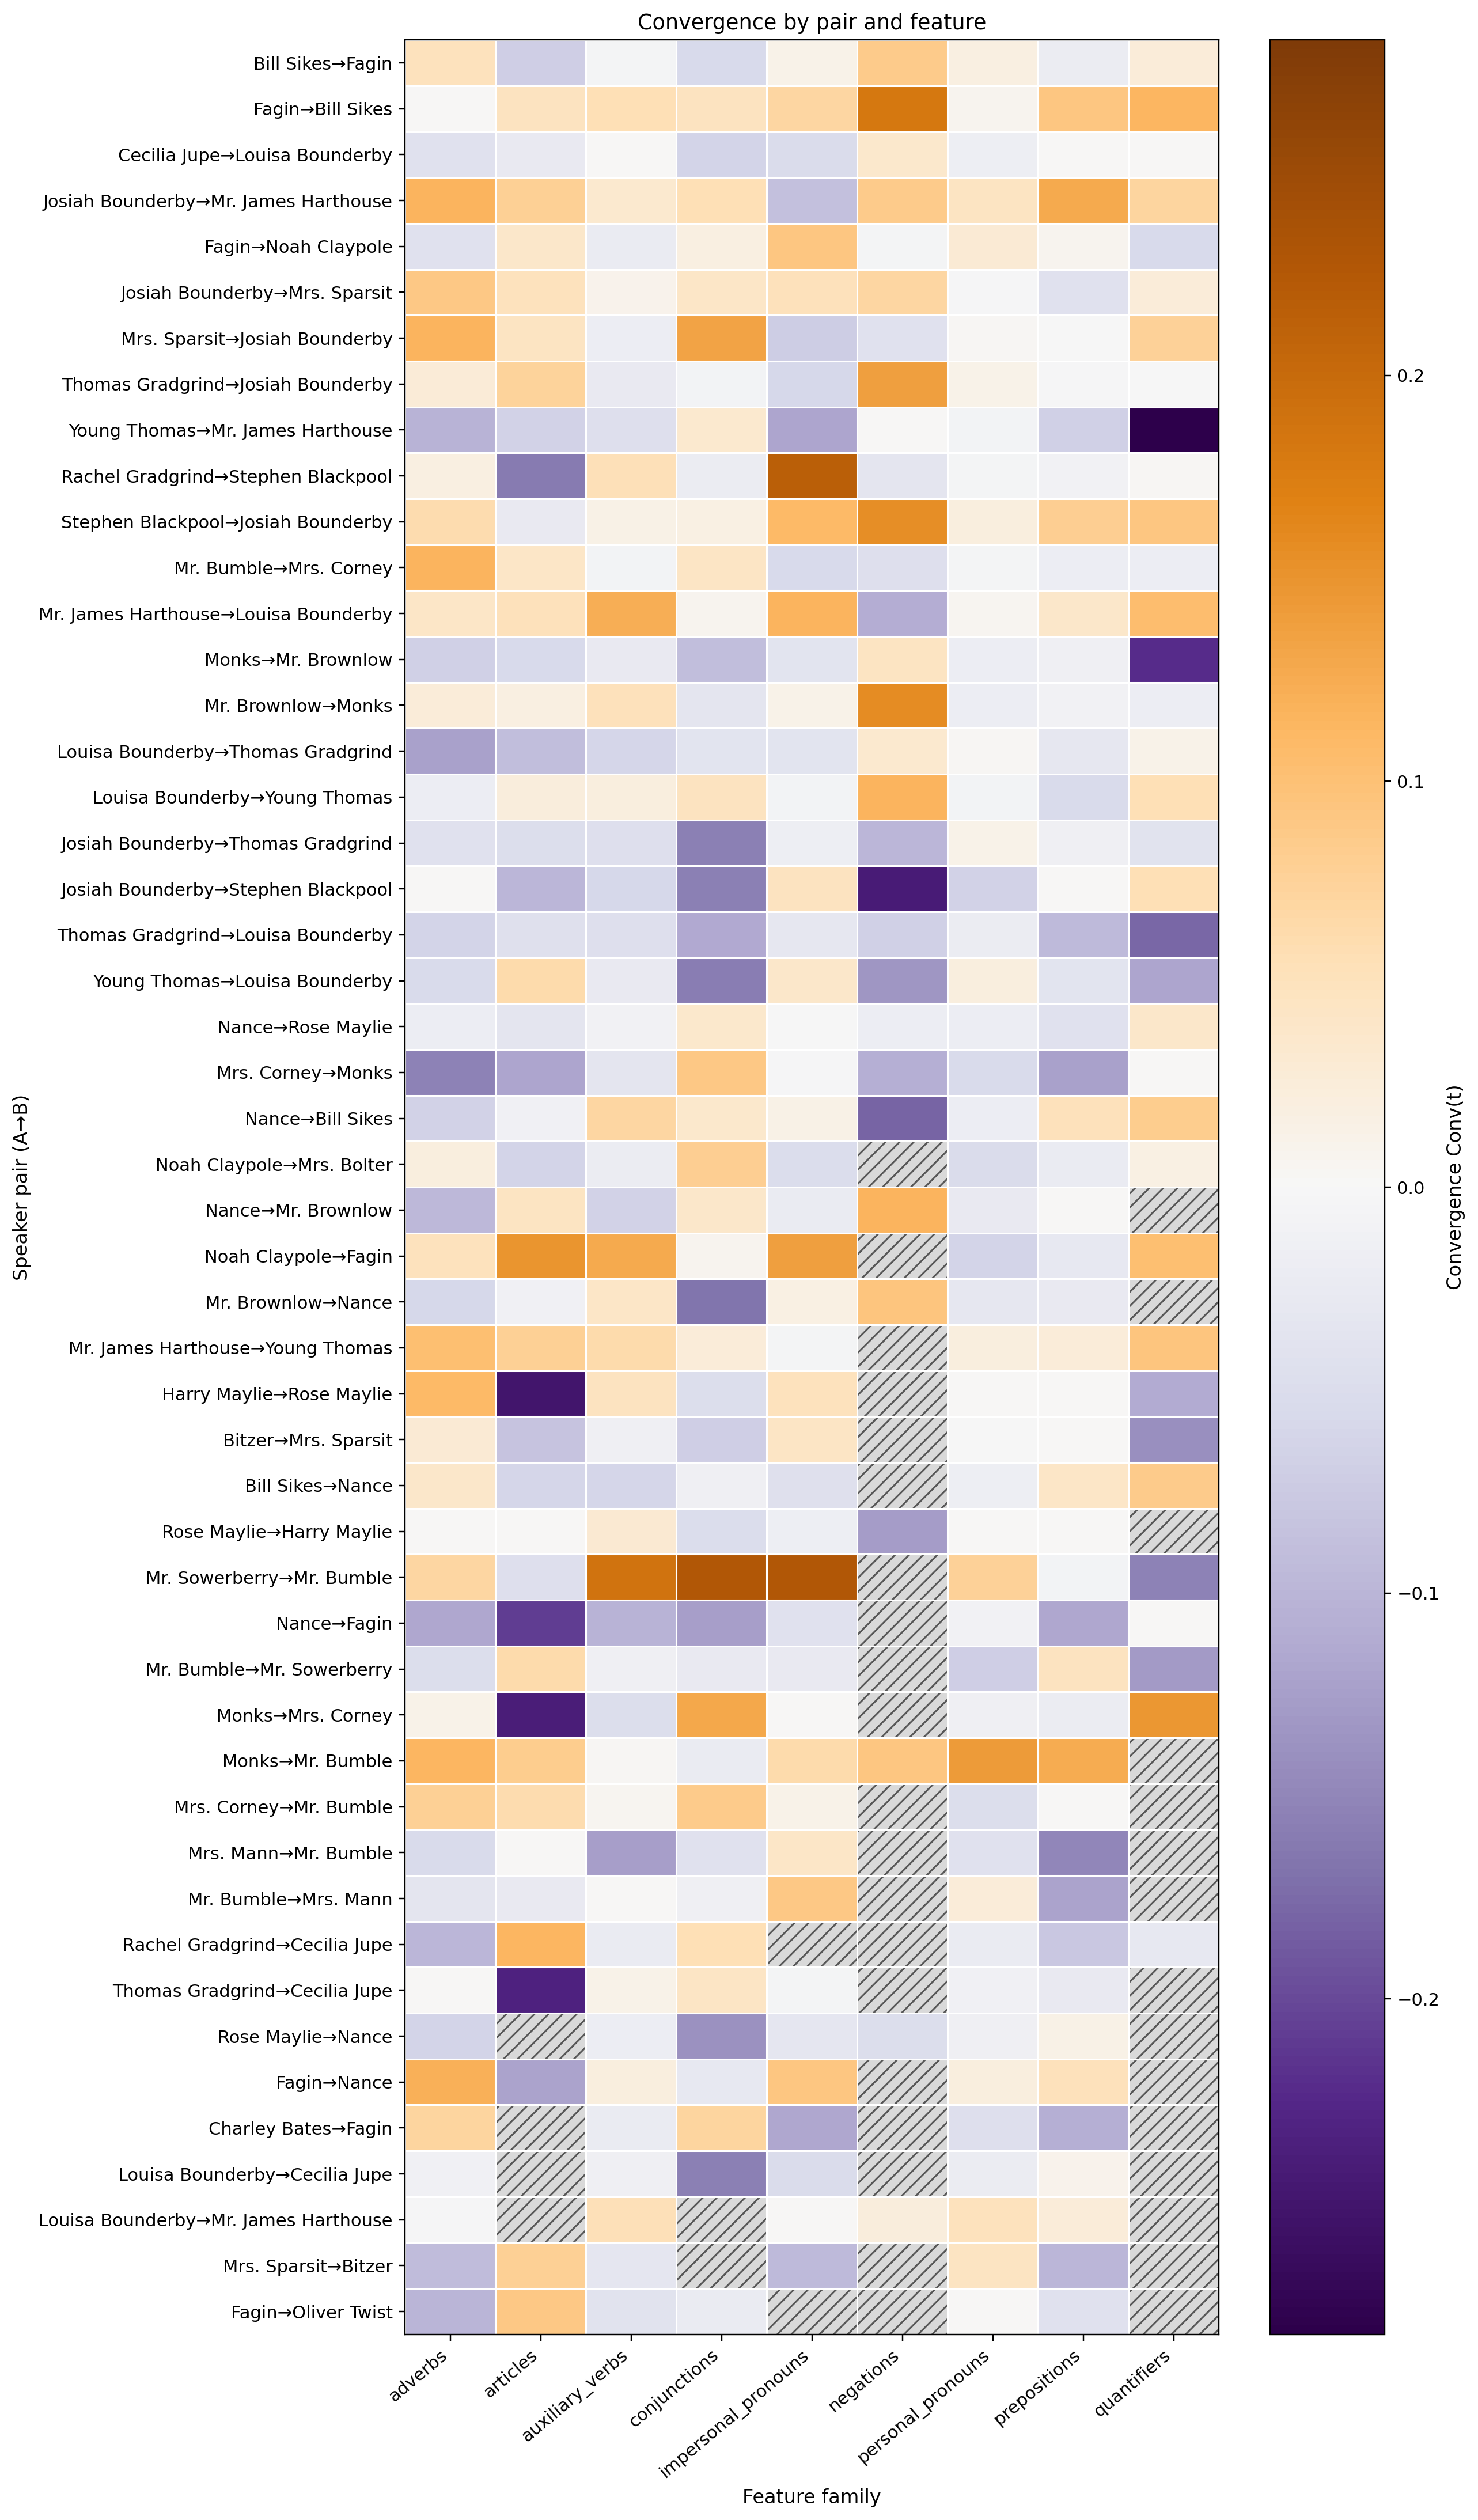 Convergence by pair and feature
Bill Sikes→Fagin
Fagin→Bill Sikes
Cecilia Jupe→Louisa Bounderby
Josiah Bounderby→Mr. James Harthouse
Fagin→Noah Claypole
Josiah Bounderby→Mrs. Sparsit
Mrs. Sparsit→Josiah Bounderby
Thomas Gradgrind→Josiah Bounderby
Young Thomas→Mr. James Harthouse
Rachel Gradgrind→Stephen Blackpool
Stephen Blackpool→Josiah Bounderby
Mr. Bumble→Mrs. Corney
Mr. James Harthouse→Louisa Bounderby
Monks→Mr. Brownlow
Mr. Brownlow→Monks
Louisa Bounderby→Thomas Gradgrind
Louisa Bounderby→Young Thomas
Josiah Bounderby→Thomas Gradgrind
Josiah Bounderby→Stephen Blackpool
Thomas Gradgrind→Louisa Bounderby
Young Thomas→Louisa Bounderby
Nance→Rose Maylie
Mrs. Corney→Monks
Nance→Bill Sikes
Noah Claypole→Mrs. Bolter
Nance→Mr. Brownlow
Noah Claypole→Fagin
Mr. Brownlow→Nance
Mr. James Harthouse→Young Thomas
Harry Maylie→Rose Maylie
Bitzer→Mrs. Sparsit
Bill Sikes→Nance
Rose Maylie→Harry Maylie
Mr. Sowerberry→Mr. Bumble
Nance→Fagin
Mr. Bumble→Mr. Sowerberry
Monks→Mrs. Corney
Monks→Mr. Bumble
Mrs. Corney→Mr. Bumble
Mrs. Mann→Mr. Bumble
Mr. Bumble→Mrs. Mann
Rachel Gradgrind→Cecilia Jupe
Thomas Gradgrind→Cecilia Jupe
Rose Maylie→Nance
Fagin→Nance
Charley Bates→Fagin
Louisa Bounderby→Cecilia Jupe
Louisa Bounderby→Mr. James Harthouse
Mrs. Sparsit→Bitzer
Fagin→Oliver Twist
Speaker pair (A→B)
adverbs
articles
auxiliary_verbs
conjunctions
impersonal_pronouns
negations
personal_pronouns
prepositions
quantifiers
Feature family
0.2
0.1
0.0
−0.1
−0.2
Convergence Conv(t)